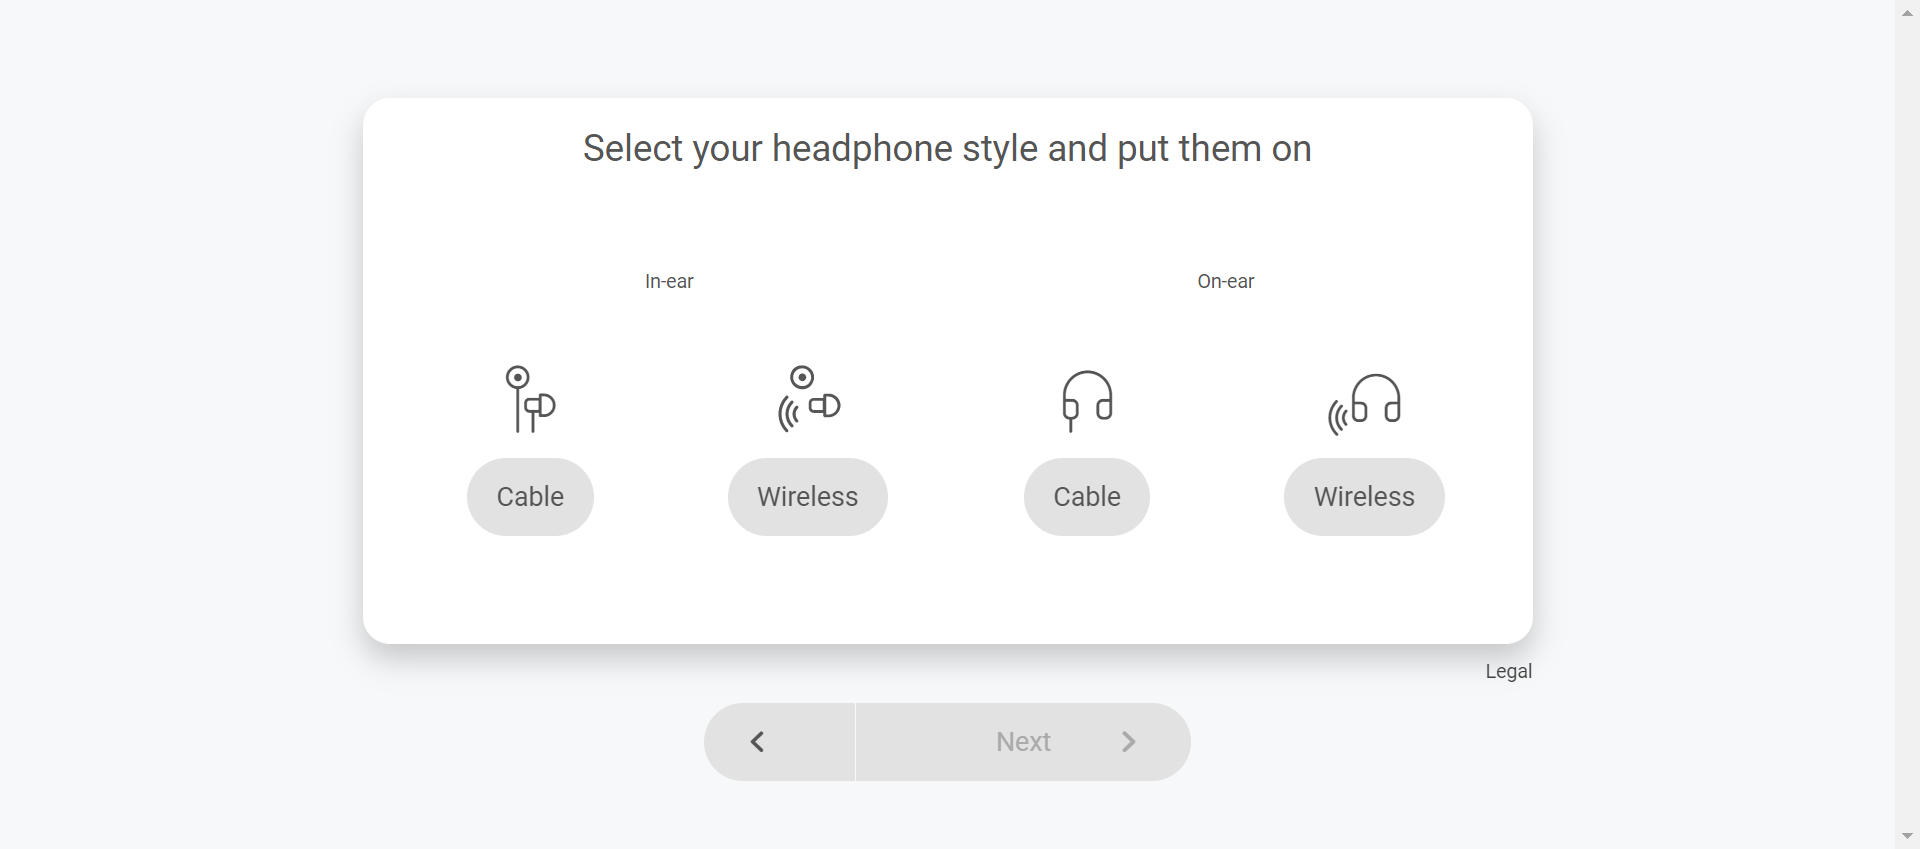 Select your headphone style and put them on
In-ear
On-ear
Cable
Wireless
Cable
Wireless
Legal
Next